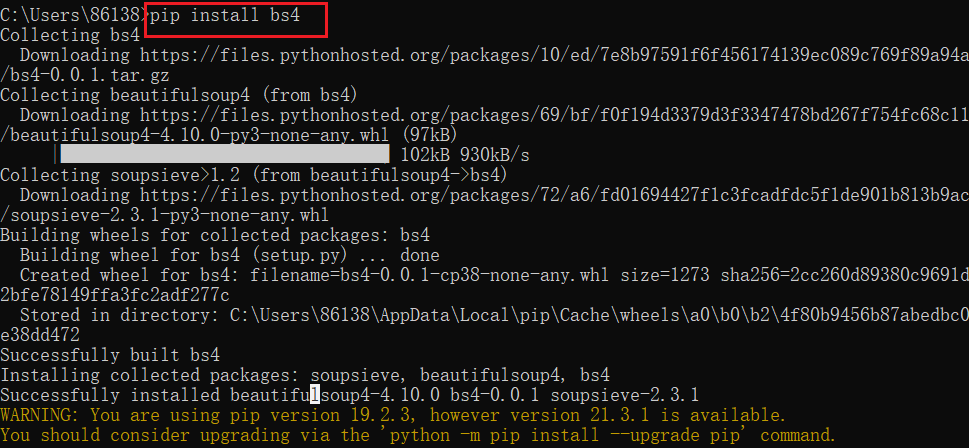 C:\Users\86138>pip install bs4
Collecting bs4
  Downloading https://files.pythonhosted.org/packages/10/ed/7e8b97591f6f456174139ec089c769f89a94a
/bs4-0.0.1.tar.gz
Collecting beautifulsoup4 (from bs4)
  Downloading https://files.pythonhosted.org/packages/69/bf/f0f194d3379d3f3347478bd267f754fc68c11
/beautifulsoup4-4.10.0-py3-none-any.whl (97kB)
102kB 930kB/s
Collecting soupsieve>1.2 (from beautifulsoup4->bs4)
  Downloading https://files.pythonhosted.org/packages/72/a6/fd01694427f1c3fcadfdc5f1de901b813b9ac
/soupsieve-2.3.1-py3-none-any.whl
Building wheels for collected packages: bs4
  Building wheel for bs4 (setup.py) ... done
  Created wheel for bs4: filename=bs4-0.0.1-cp38-none-any.whl size=1273 sha256=2cc260d89380c9691d
2bfe78149ffa3fc2adf277c
  Stored in directory: C:\Users\86138\AppData\Local\pip\Cache\wheels\a0\b0\b2\4f80b9456b87abedbc0
e38dd472
Successfully built bs4
Installing collected packages: soupsieve, beautifulsoup4, bs4
Successfully installed beautifulsoup4-4.10.0 bs4-0.0.1 soupsieve-2.3.1
WARNING: You are using pip version 19.2.3, however version 21.3.1 is available.
You should consider upgrading via the 'python -m pip install --upgrade pip' command.